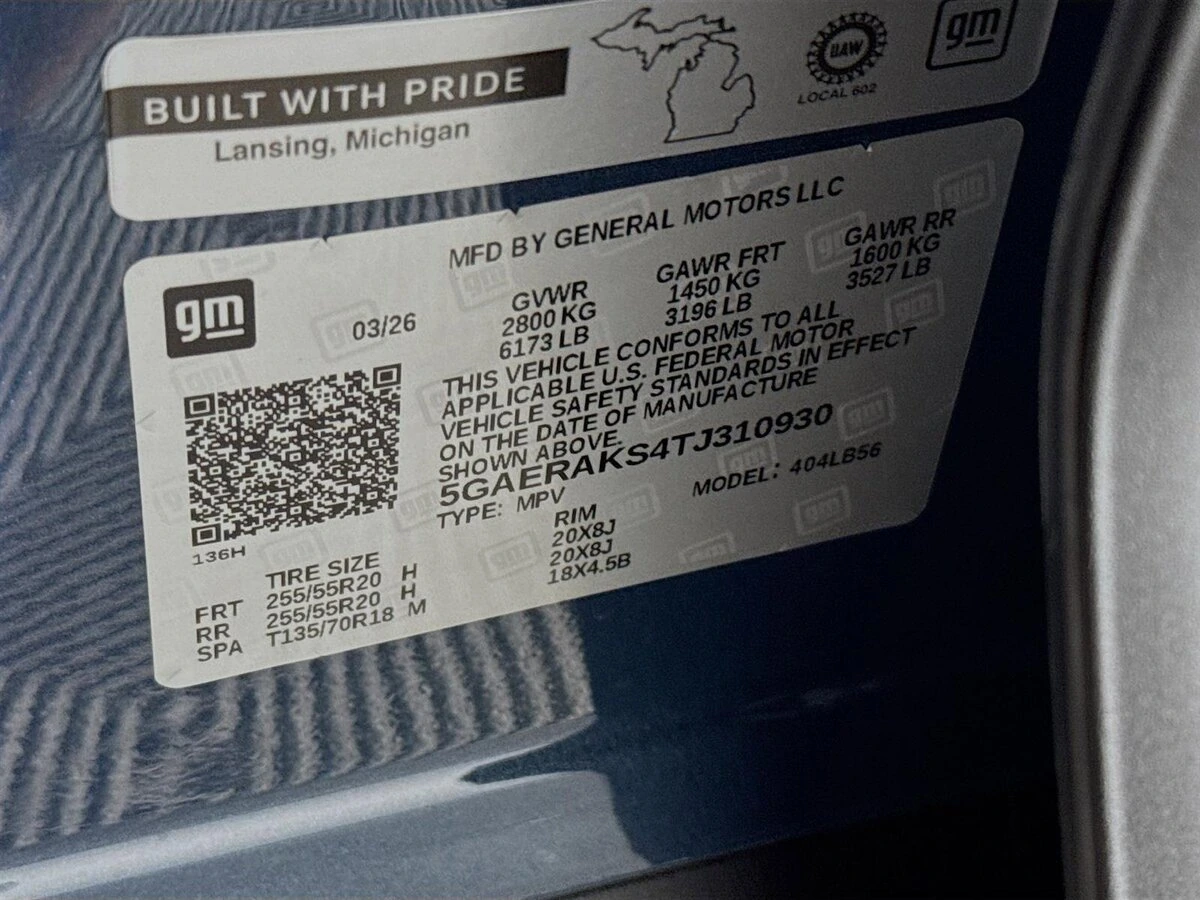 BUILT WITH PRIDE
Lansing, Michigan
UAW
LOCAL 602
gm
MFD BY GENERAL MOTORS LLC
gm
03/26
GVWR GAWR FRT GAWR RR
2800 KG 1450 KG 1600 KG
6173 LB 3196 LB 3527 LB
THIS VEHICLE CONFORMS TO ALL
APPLICABLE U.S. FEDERAL MOTOR
VEHICLE SAFETY STANDARDS IN EFFECT
ON THE DATE OF MANUFACTURE
SHOWN ABOVE.
5GAERAKS4TJ310930
TYPE: MPV MODEL: 404LB56
136H
TIRE SIZE RIM
FRT 255/55R20 H 20X8J
RR 255/55R20 H 20X8J
SPA T135/70R18 M 18X4.5B